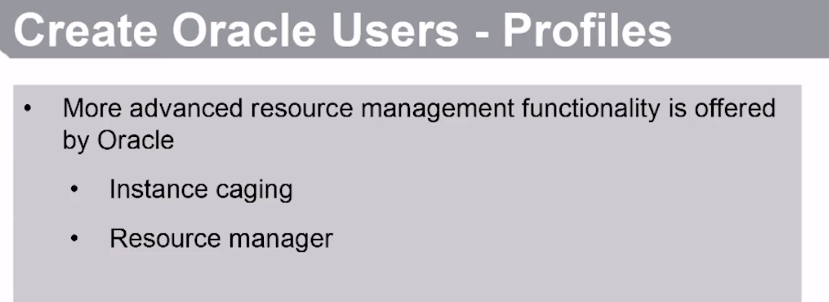 Create Oracle Users - Profiles
• More advanced resource management functionality is offered
by Oracle
• Instance caging
• Resource manager